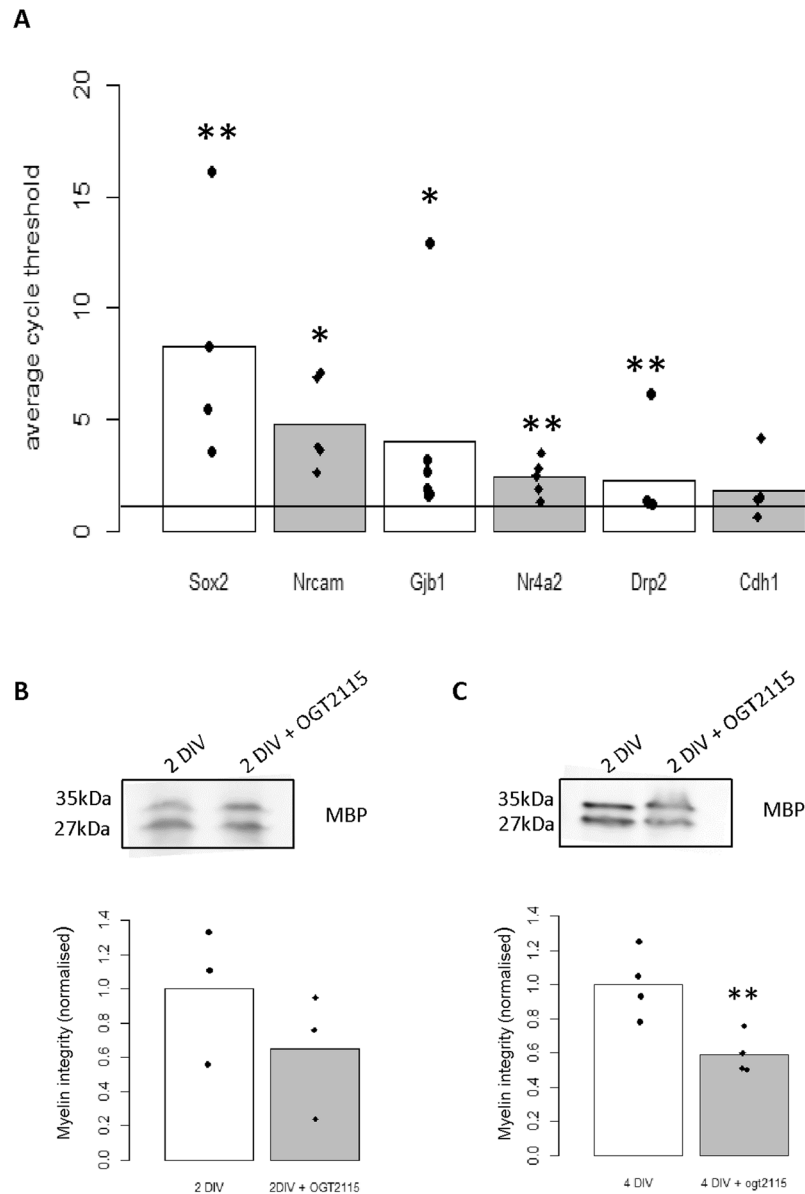 A
average cycle threshold
20
15
10
5
0
** * * ** **
Sox2 Nrcam Gjb1 Nr4a2 Drp2 Cdh1
B
2 DIV 2 DIV + OGT2115
35kDa
27kDa
MBP
Myelin integrity (normalised)
1.4
1.2
1.0
0.8
0.6
0.4
0.2
0.0
2 DIV 2DIV + OGT2115
C
2 DIV 2 DIV + OGT2115
35kDa
27kDa
MBP
Myelin integrity (normalised)
1.4
1.2
1.0
0.8
0.6
0.4
0.2
0.0
**
4 DIV 4 DIV + ogt2115